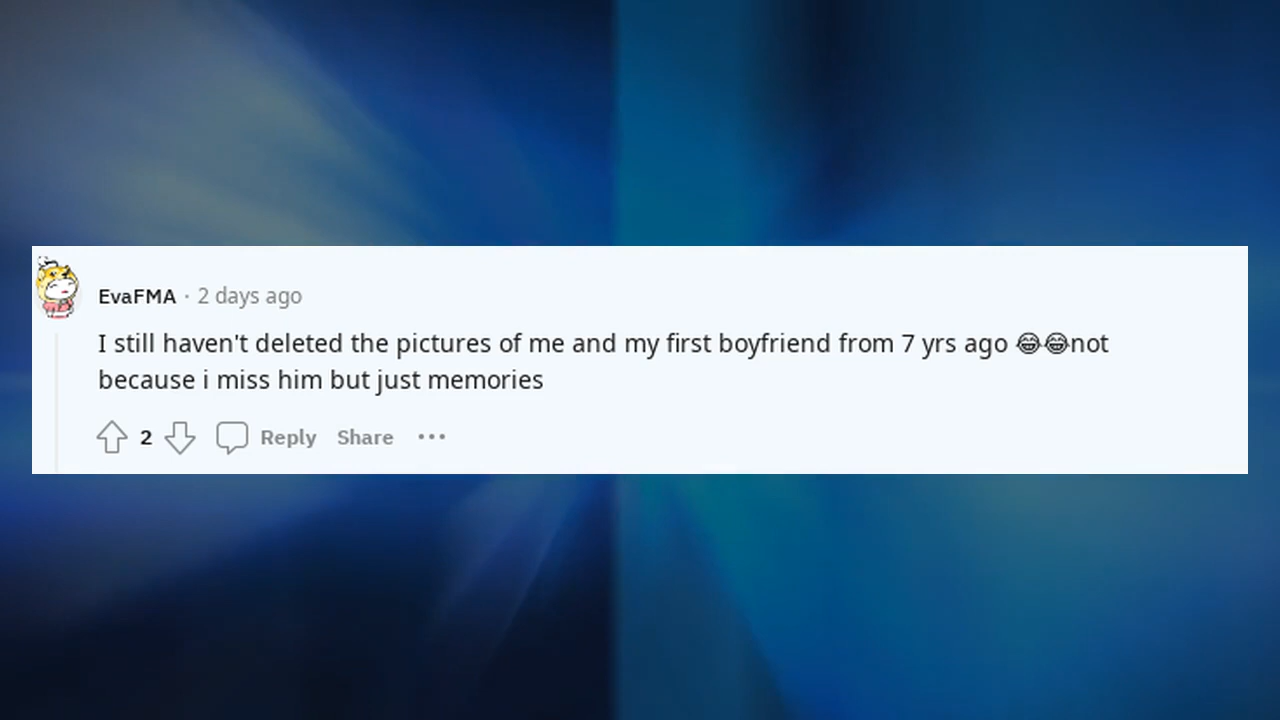 EvaFMA · 2 days ago
I still haven't deleted the pictures of me and my first boyfriend from 7 yrs ago 😂😂not
because i miss him but just memories
2 Reply Share •••